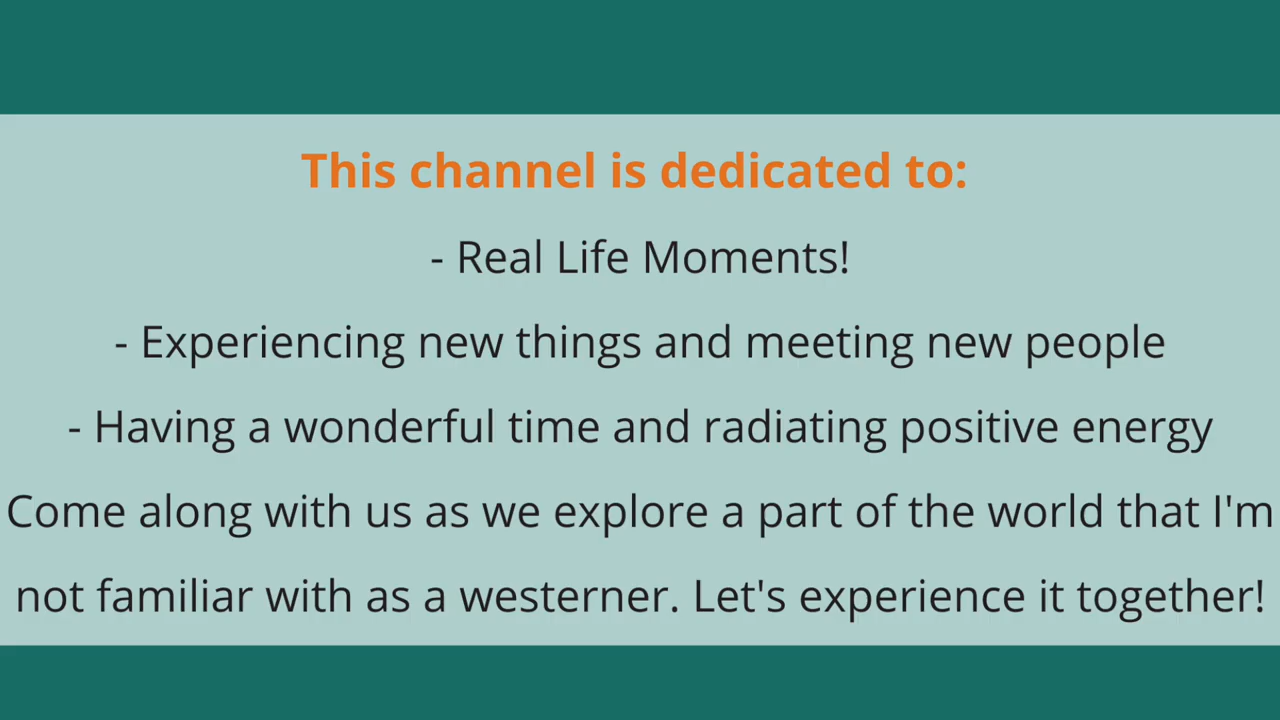 This channel is dedicated to:
- Real Life Moments!
- Experiencing new things and meeting new people
- Having a wonderful time and radiating positive energy
Come along with us as we explore a part of the world that I'm
not familiar with as a westerner. Let's experience it together!